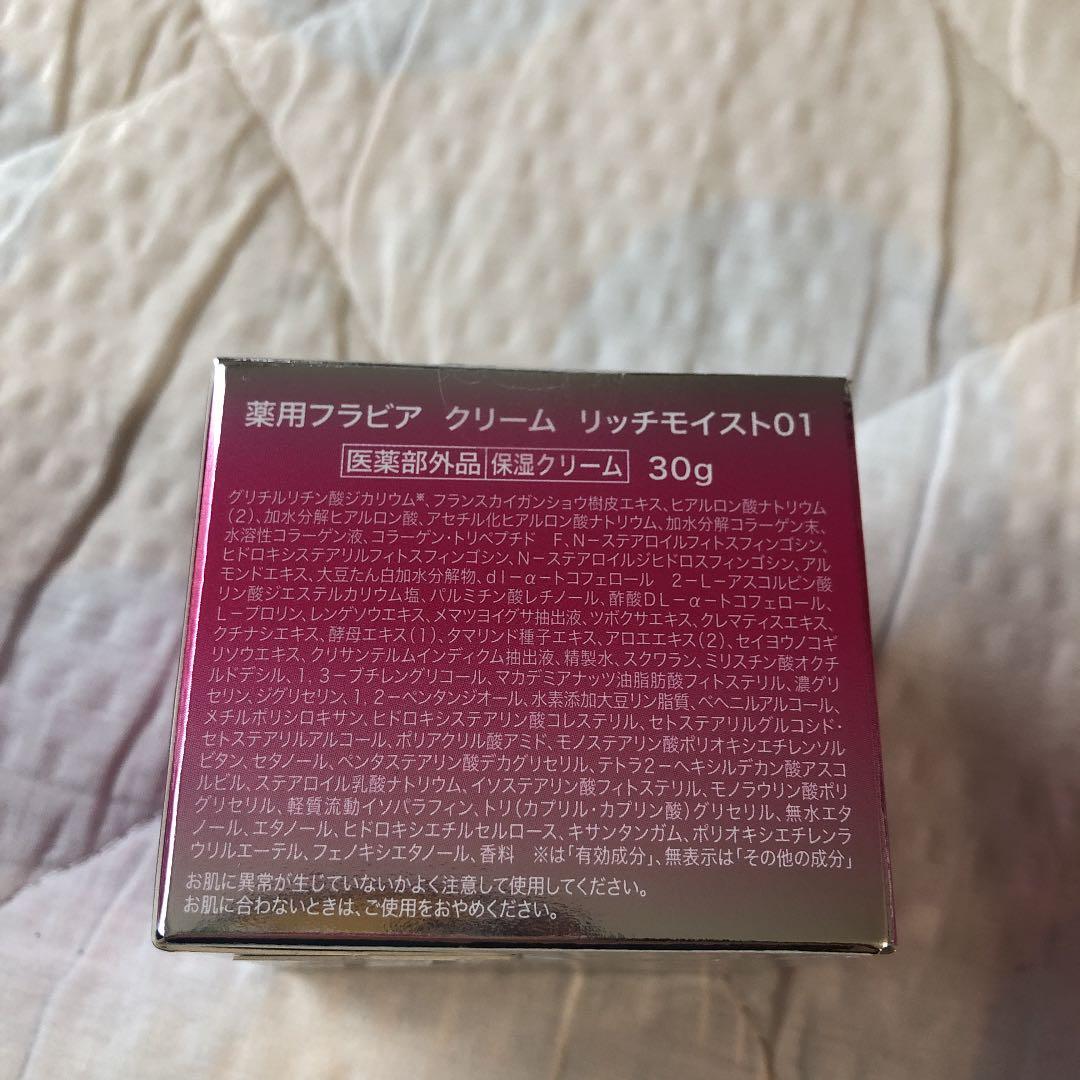 薬用フラビア クリーム リッチモイスト01
医薬部外品 保湿クリーム 30g
グリチルリチン酸ジカリウム※、フランスカイガンショウ樹皮エキス、ヒアルロン酸ナトリウム
(2)、加水分解ヒアルロン酸、アセチル化ヒアルロン酸ナトリウム、加水分解コラーゲン末、
水溶性コラーゲン液、コラーゲン・トリペプチド F、N-ステアロイルフィトスフィンゴシン、
ヒドロキシステアリルフィトスフィンゴシン、N-ステアロイルジヒドロスフィンゴシン、アル
モンドエキス、大豆たん白加水分解物、dl-α-トコフェロール 2-L-アスコルビン酸
リン酸ジエステルカリウム塩、パルミチン酸レチノール、酢酸DL-α-トコフェロール、
L-プロリン、レンゲソウエキス、メマツヨイグサ抽出液、ツボクサエキス、クレマティスエキス、
クチナシエキス、酵母エキス(1)、タマリンド種子エキス、アロエエキス(2)、セイヨウノコギ
リソウエキス、クリサンテルムインディクム抽出液、精製水、スクワラン、ミリスチン酸オクチ
ルドデシル、1,3-ブチレングリコール、マカデミアナッツ油脂肪酸フィトステリル、濃グリ
セリン、ジグリセリン、1,2-ペンタンジオール、水素添加大豆リン脂質、ベヘニルアルコール、
メチルポリシロキサン、ヒドロキシステアリン酸コレステリル、セトステアリルグルコシド・
セトステアリルアルコール、ポリアクリル酸アミド、モノステアリン酸ポリオキシエチレンソル
ビタン、セタノール、ペンタステアリン酸デカグリセリル、テトラ2-ヘキシルデカン酸アスコ
ルビル、ステアロイル乳酸ナトリウム、イソステアリン酸フィトステリル、モノラウリン酸ポリ
グリセリル、軽質流動イソパラフィン、トリ(カプリル・カプリン酸)グリセリル、無水エタ
ノール、エタノール、ヒドロキシエチルセルロース、キサンタンガム、ポリオキシエチレンラ
ウリルエーテル、フェノキシエタノール、香料 ※は「有効成分」、無表示は「その他の成分」
お肌に異常が生じていないかよく注意して使用してください。
お肌に合わないときは、ご使用をおやめください。